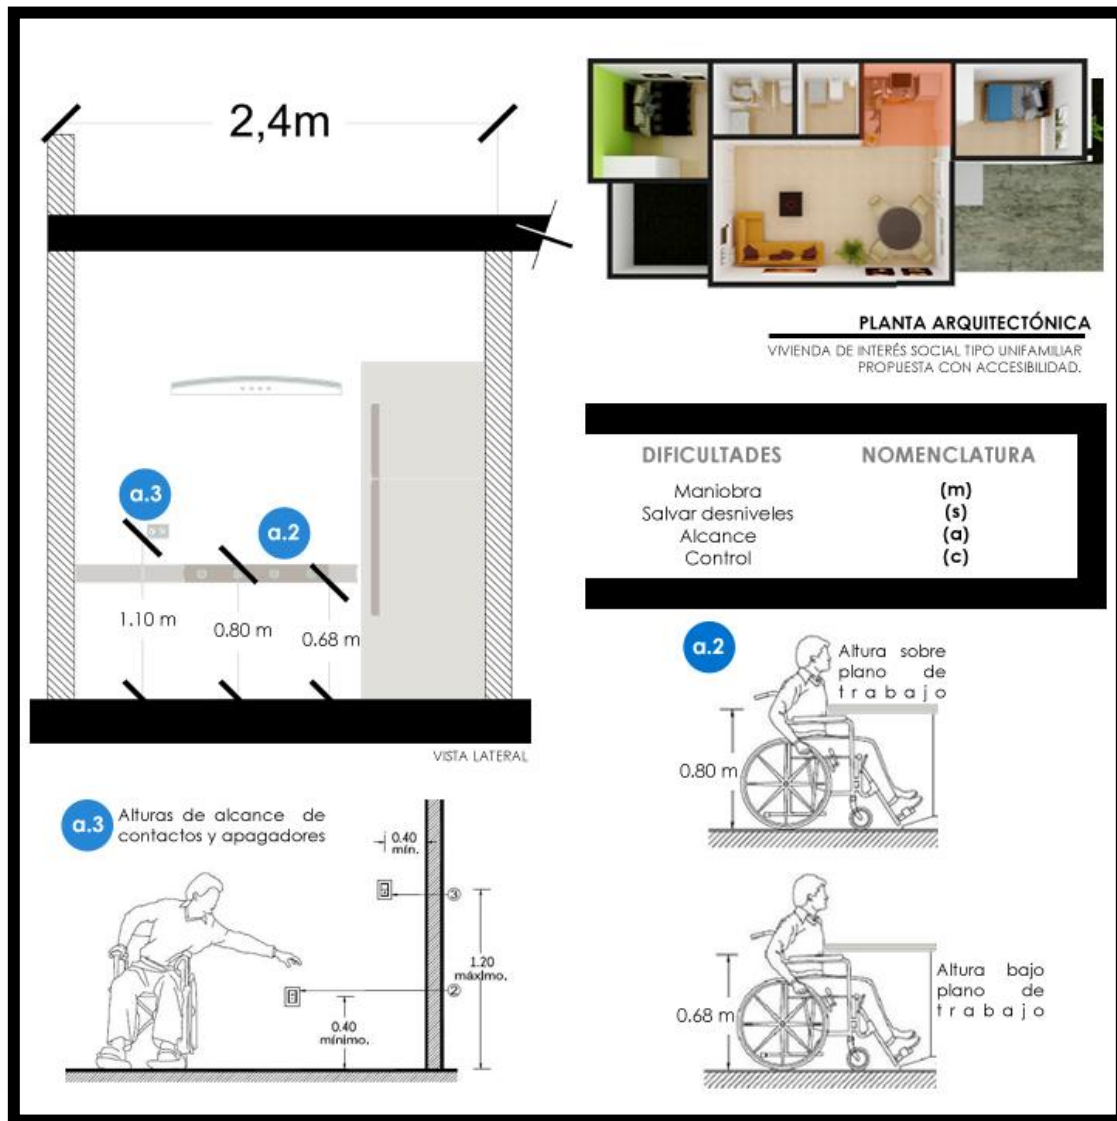 2,4m
a.3
a.2
1.10 m
0.80 m
0.68 m
VISTA LATERAL
PLANTA ARQUITECTÓNICA
VIVIENDA DE INTERÉS SOCIAL TIPO UNIFAMILIAR
PROPUESTA CON ACCESIBILIDAD.
DIFICULTADES NOMENCLATURA
Maniobra (m)
Salvar desniveles (s)
Alcance (a)
Control (c)
a.3
Alturas de alcance de
contactos y apagadores
0.40
mín.
3
1.20
máximo.
2
0.40
mínimo.
a.2
Altura sobre
plano de
trabajo
0.80 m
Altura bajo
plano de
trabajo
0.68 m